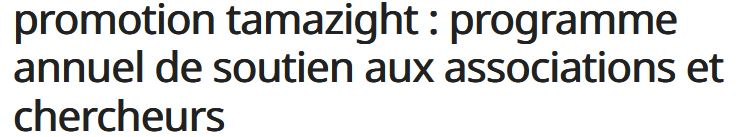 promotion tamazight : programme
annuel de soutien aux associations et
chercheurs